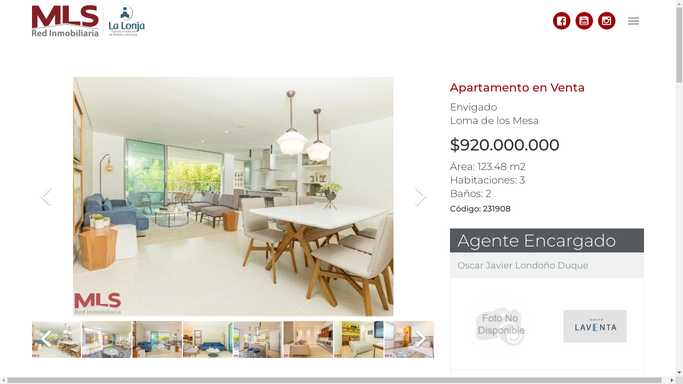 MLS
Red Inmobiliaria
La Lonja
Apartamento en Venta
Envigado
Loma de los Mesa
$920.000.000
Área: 123.48 m2
Habitaciones: 3
Baños: 2
Código: 231908
Agente Encargado
Oscar Javier Londoño Duque
MLS
Red Inmobiliaria
Foto No
Disponible
LAVENTA